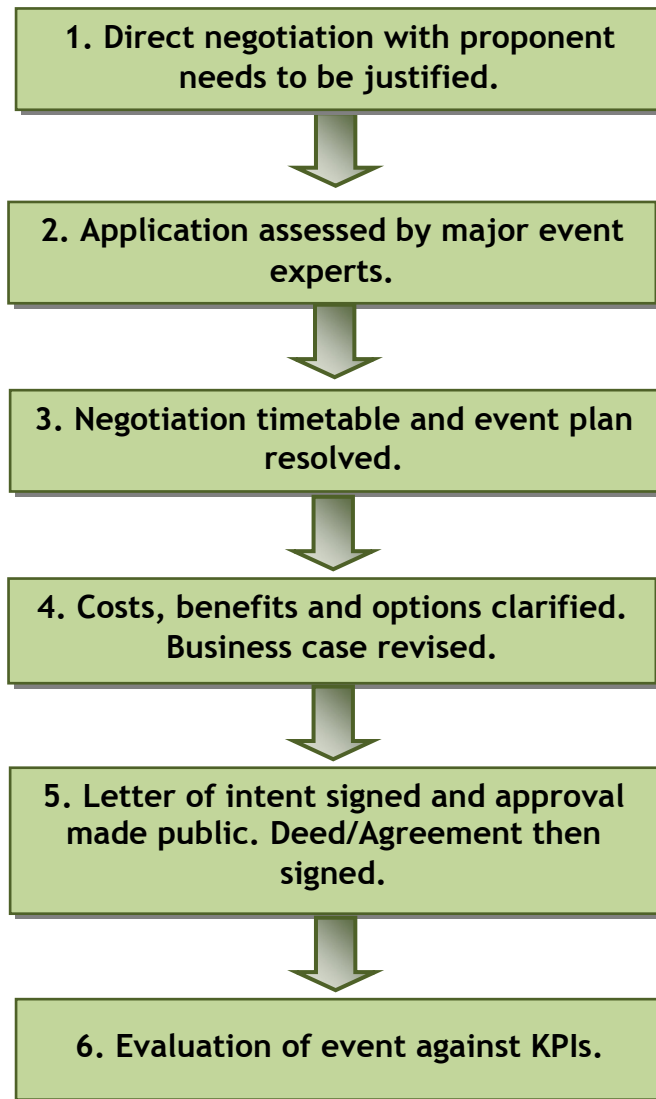 1. Direct negotiation with proponent
needs to be justified.
2. Application assessed by major event
experts.
3. Negotiation timetable and event plan
resolved.
4. Costs, benefits and options clarified.
Business case revised.
5. Letter of intent signed and approval
made public. Deed/Agreement then
signed.
6. Evaluation of event against KPIs.